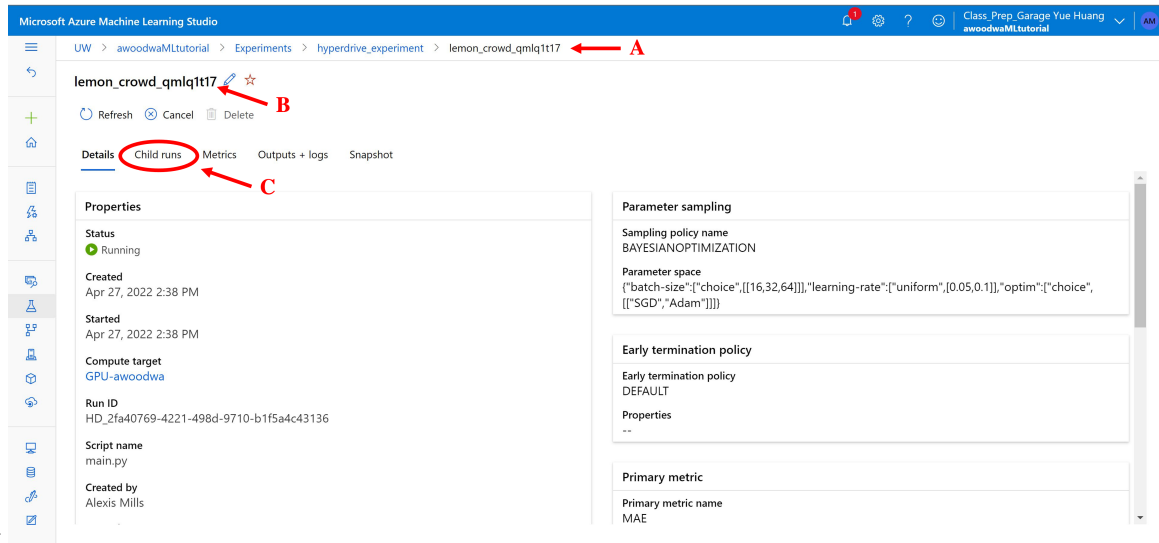 Microsoft Azure Machine Learning Studio
1
Class_Prep_Garage Yue Huang
awoodwaMLtutorial
AM
UW > awoodwaMLtutorial > Experiments > hyperdrive_experiment > lemon_crowd_qmlq1t17
A
lemon_crowd_qmlq1t17
B
Refresh Cancel Delete
Details Child runs Metrics Outputs + logs Snapshot
C
Properties
Status
Running
Created
Apr 27, 2022 2:38 PM
Started
Apr 27, 2022 2:38 PM
Compute target
GPU-awoodwa
Run ID
HD_2fa40769-4221-498d-9710-b1f5a4c43136
Script name
main.py
Created by
Alexis Mills
Parameter sampling
Sampling policy name
BAYESIANOPTIMIZATION
Parameter space
{"batch-size":["choice",[[16,32,64]]],"learning-rate":["uniform",[0.05,0.1]],"optim":["choice",
[["SGD","Adam"]]]}
Early termination policy
Early termination policy
DEFAULT
Properties
--
Primary metric
Primary metric name
MAE